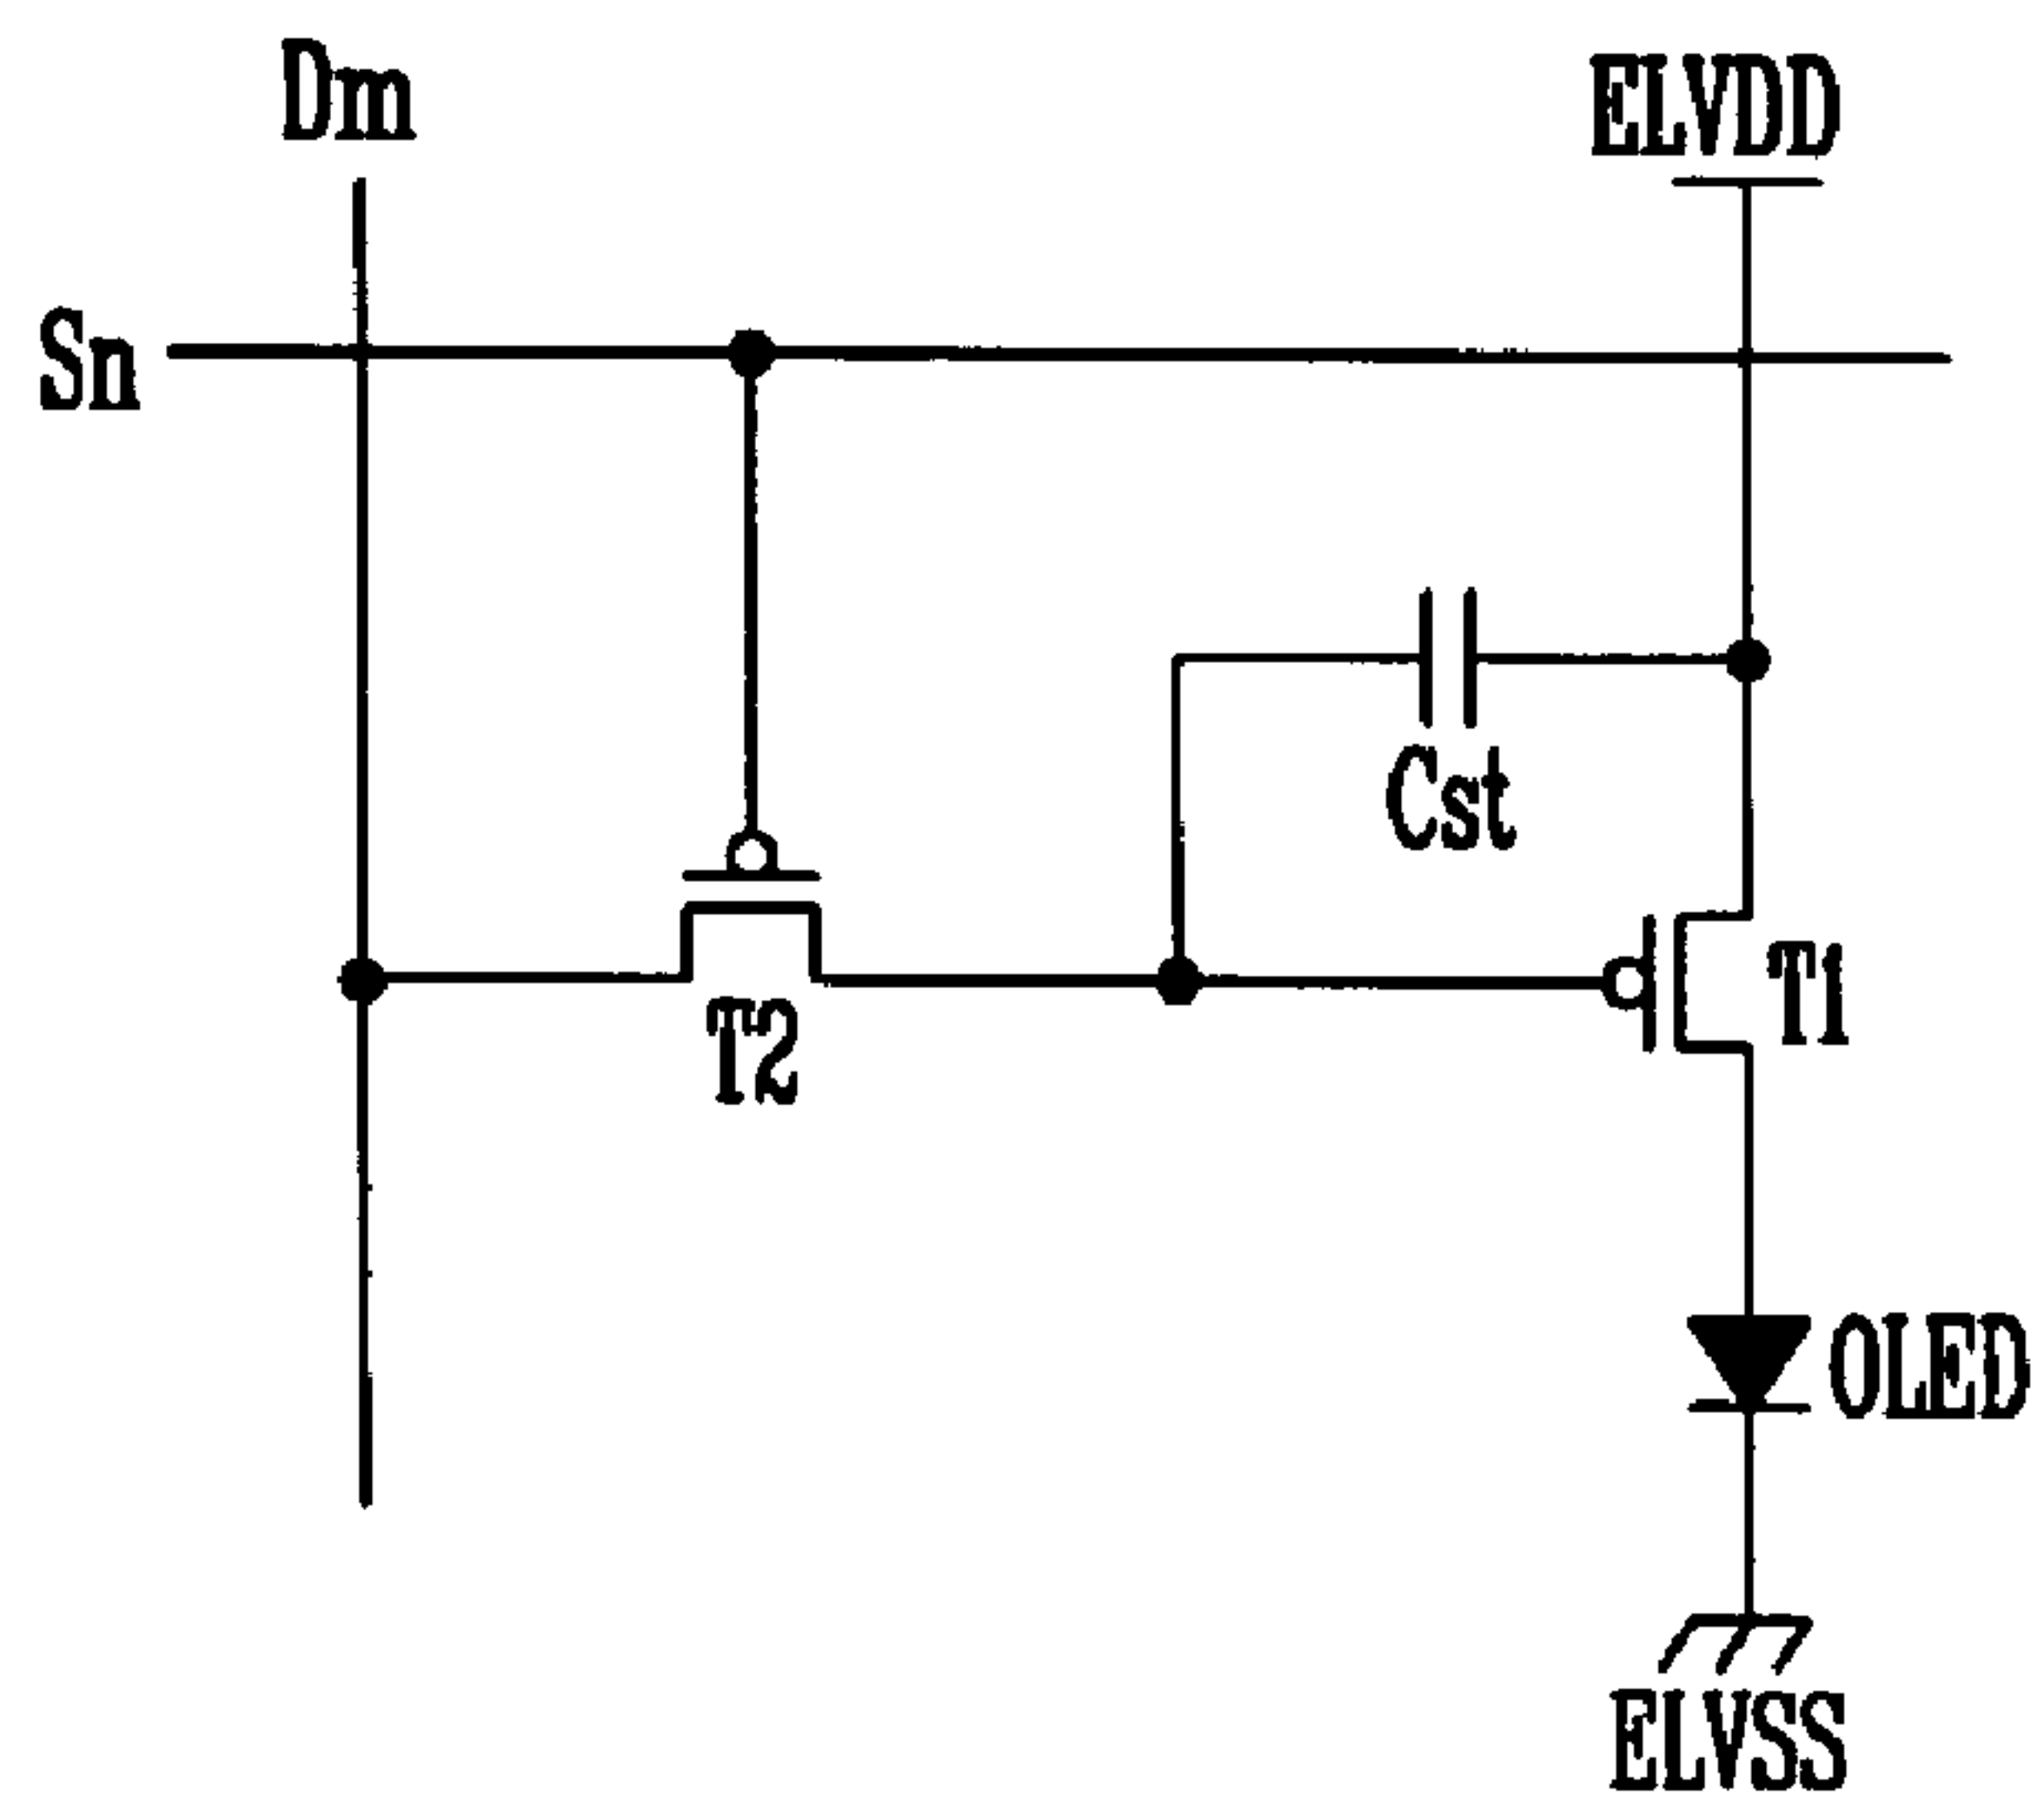 Dm
ELVDD
Sn
Cst
T1
T2
OLED
ELVSS